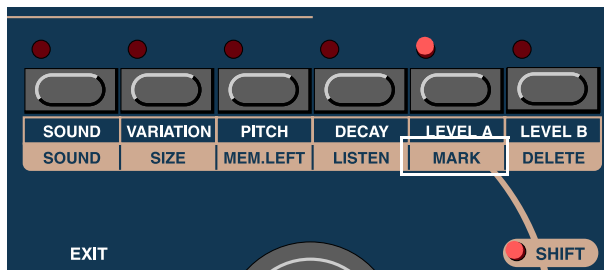 SOUND VARIATION PITCH DECAY LEVEL A LEVEL B
SOUND SIZE MEM.LEFT LISTEN MARK DELETE
EXIT SHIFT